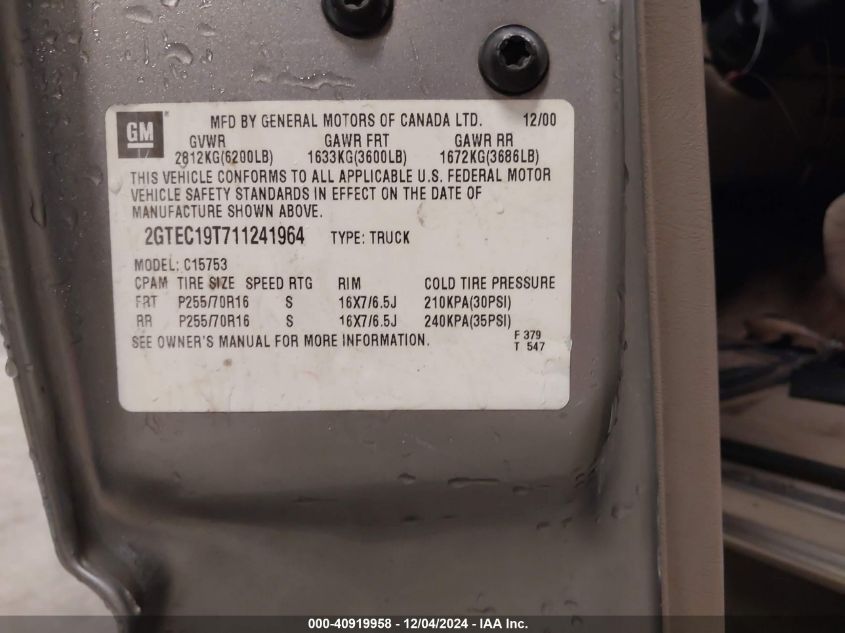 GM
MFD BY GENERAL MOTORS OF CANADA LTD. 12/00
GVWR GAWR FRT GAWR RR
2812KG(6200LB) 1633KG(3600LB) 1672KG(3686LB)
THIS VEHICLE CONFORMS TO ALL APPLICABLE U.S. FEDERAL MOTOR
VEHICLE SAFETY STANDARDS IN EFFECT ON THE DATE OF
MANUFACTURE SHOWN ABOVE.
2GTEC19T711241964 TYPE: TRUCK
MODEL: C15753
CPAM TIRE SIZE SPEED RTG RIM COLD TIRE PRESSURE
FRT P255/70R16 S 16X7/6.5J 210KPA(30PSI)
RR P255/70R16 S 16X7/6.5J 240KPA(35PSI)
SEE OWNER'S MANUAL FOR MORE INFORMATION. F 379
T 547
000-40919958 - 12/04/2024 - IAA Inc.